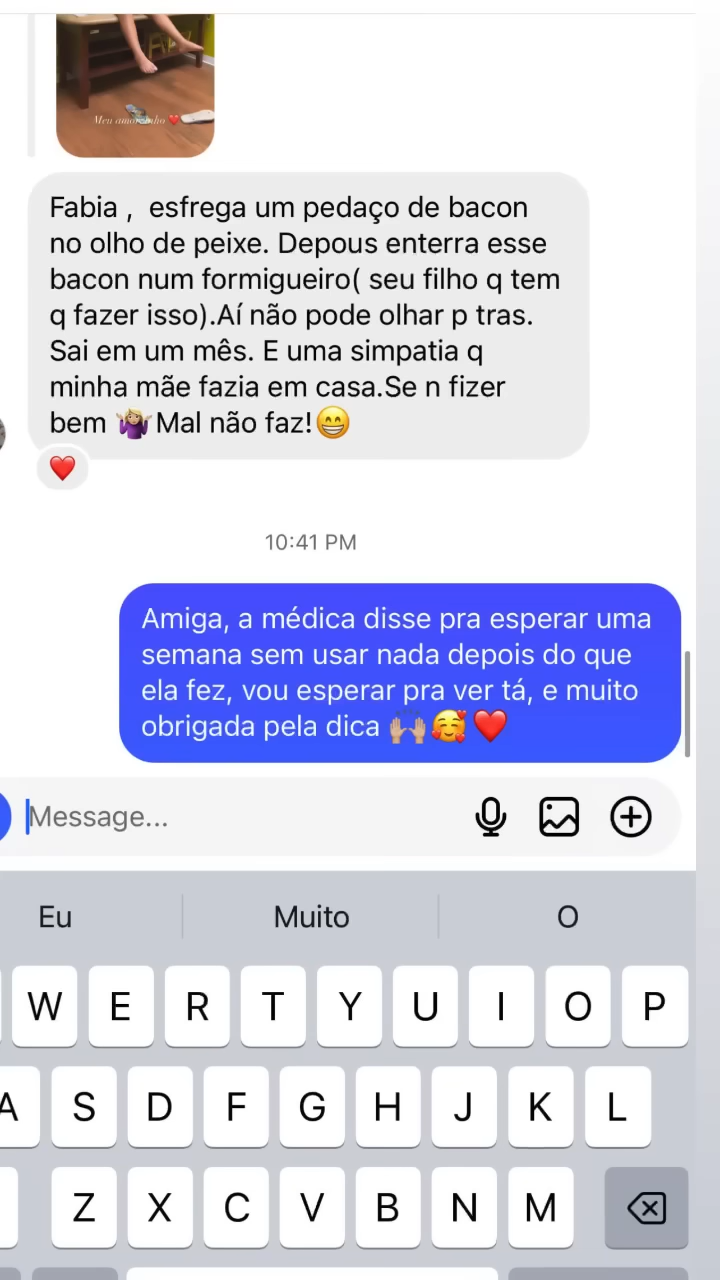 Meu amorzinho ❤️
Fabia ,  esfrega um pedaço de bacon
no olho de peixe. Depous enterra esse
bacon num formigueiro( seu filho q tem
q fazer isso).Aí não pode olhar p tras.
Sai em um mês. E uma simpatia q
minha mãe fazia em casa.Se n fizer
bem 🤷🏼‍♀️Mal não faz!😁
❤️
10:41 PM
Amiga, a médica disse pra esperar uma
semana sem usar nada depois do que
ela fez, vou esperar pra ver tá, e muito
obrigada pela dica 🙌🏼🥰❤️
Message...
Eu Muito O
W E R T Y U I O P
A S D F G H J K L
Z X C V B N M